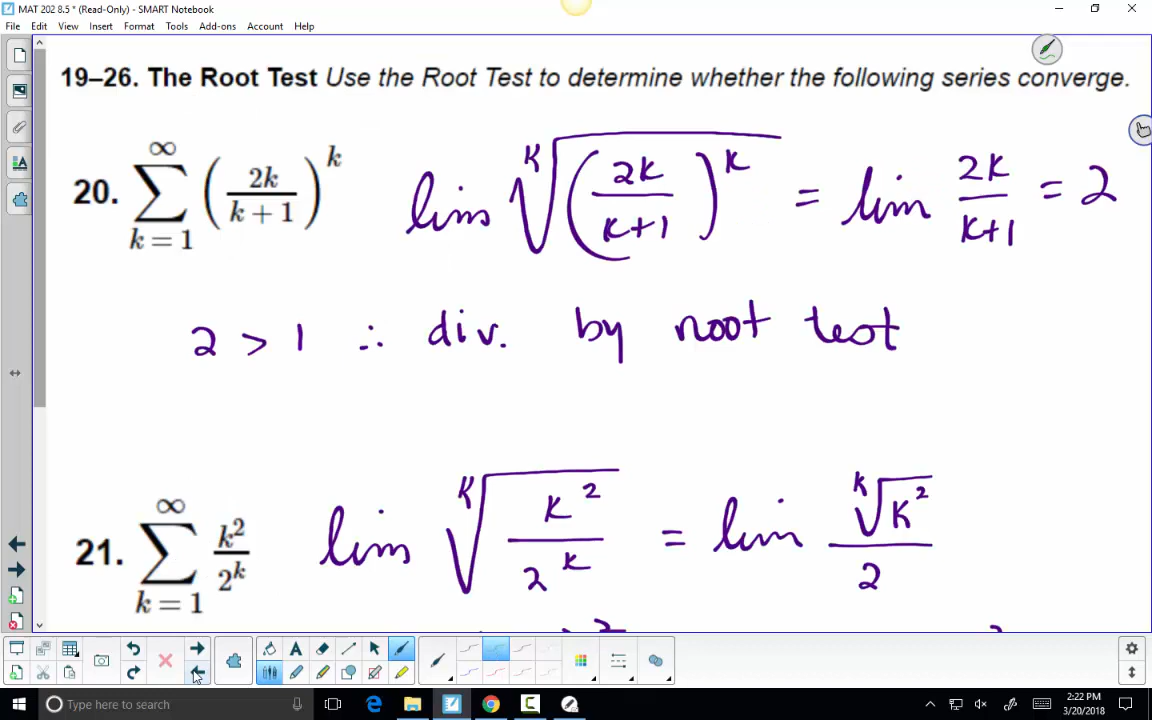 MAT 202 8.5 * (Read-Only) - SMART Notebook
File Edit View Insert Format Tools Add-ons Account Help
19–26. The Root Test Use the Root Test to determine whether the following series converge.
20. ∑_{k=1}^{∞} (2k/(k+1))^k lim ᵏ√((2k/(k+1))^k) = lim 2k/(k+1) = 2
2 > 1 ∴ div. by root test
21. ∑_{k=1}^{∞} k²/2ᵏ lim ᵏ√(k²/2ᵏ) = lim ᵏ√(k²)/2
Type here to search
2:22 PM
3/20/2018